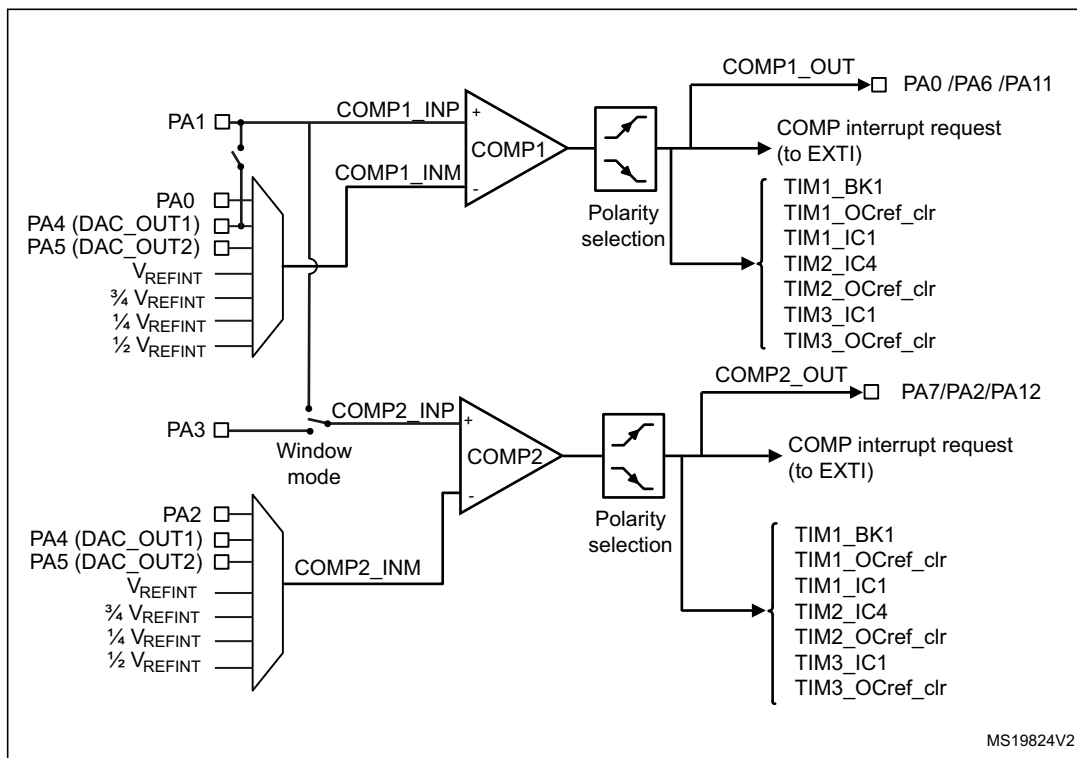 COMP1_OUT
PA0 /PA6 /PA11
PA1
COMP1_INP
+
COMP1
-
COMP1_INM
COMP interrupt request
(to EXTI)
Polarity
selection
PA0
PA4 (DAC_OUT1)
PA5 (DAC_OUT2)
VREFINT
¾ VREFINT
¼ VREFINT
½ VREFINT
TIM1_BK1
TIM1_OCref_clr
TIM1_IC1
TIM2_IC4
TIM2_OCref_clr
TIM3_IC1
TIM3_OCref_clr
COMP2_OUT
PA7/PA2/PA12
PA3
Window
mode
COMP2_INP
+
COMP2
-
COMP2_INM
COMP interrupt request
(to EXTI)
Polarity
selection
PA2
PA4 (DAC_OUT1)
PA5 (DAC_OUT2)
VREFINT
¾ VREFINT
¼ VREFINT
½ VREFINT
TIM1_BK1
TIM1_OCref_clr
TIM1_IC1
TIM2_IC4
TIM2_OCref_clr
TIM3_IC1
TIM3_OCref_clr
MS19824V2